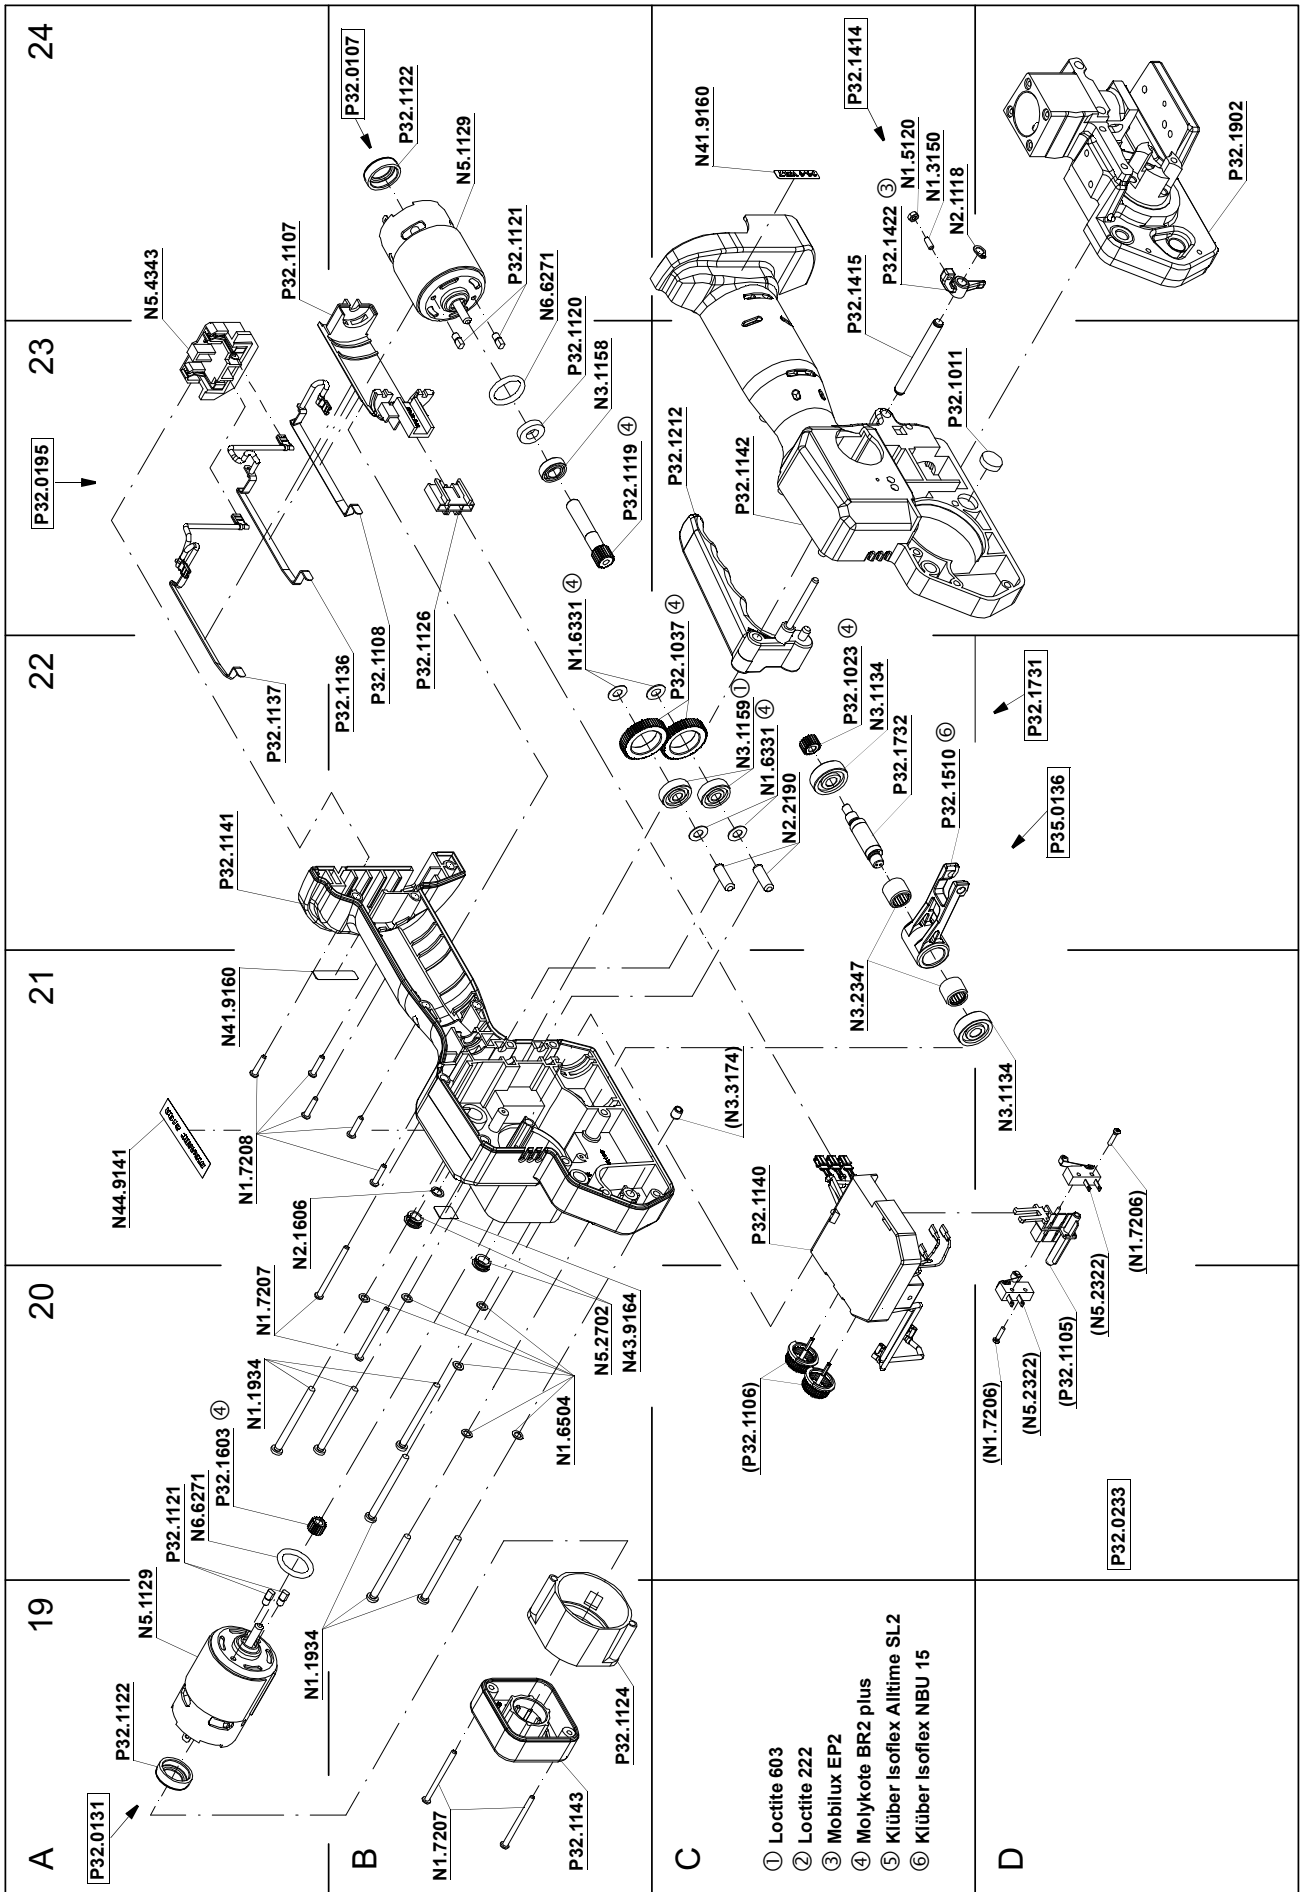 A
B
C
D
19
20
21
22
23
24
P32.0131
P32.1122
N5.1129
P32.1121
N6.6271
P32.1603 ④
N1.1934
N1.7207
N2.1606
N1.7208
N44.9141
N41.9160
P32.1141
P32.1137
P32.1136
P32.1108
P32.1126
P32.0195
N5.4343
P32.1107
P32.0107
P32.1122
N5.1129
P32.1121
N6.6271
P32.1120
N3.1158
P32.1119 ④
N1.6331 ④
P32.1037 ④
N3.1159 ①
N1.6331 ④
N2.2190
N1.1934
N1.7207
P32.1143
P32.1124
N1.6504
N5.2702
N43.9164
(N3.3174)
P32.1140
(P32.1106)
P32.1212
P32.1142
N41.9160
P32.1414
N1.5120
N1.3150
P32.1422 ③
N2.1118
P32.1415
P32.1011
P32.1902
P32.1023 ④
N3.1134
P32.1732
P32.1510 ⑥
P32.1731
P35.0136
N3.2347
N3.1134
(N1.7206)
(N5.2322)
(P32.1105)
(N5.2322)
(N1.7206)
P32.0233
① Loctite 603
② Loctite 222
③ Mobilux EP2
④ Molykote BR2 plus
⑤ Klüber Isoflex Alltime SL2
⑥ Klüber Isoflex NBU 15